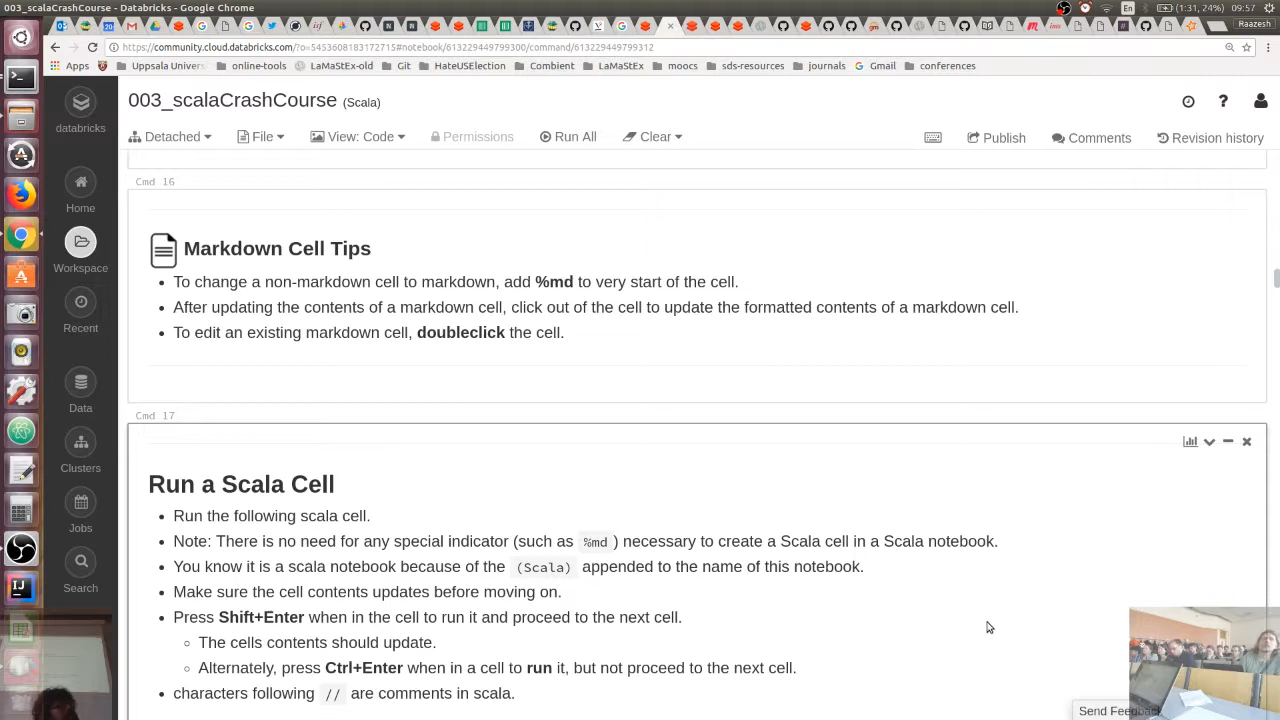 003_scalaCrashCourse - Databricks - Google Chrome
En
(1:37, 24%)
09:57
Raazesh
https://community.cloud.databricks.com/?o=5453608183172715#notebook/613229449799300/command/613229449799312
Apps
Uppsala Univers
online-tools
LaMaStEx-old
Git
HateUSElection
Combient
LaMaStEx
moocs
sds-resources
journals
Gmail
conferences
databricks
Home
Workspace
Recent
Data
Clusters
Jobs
Search
003_scalaCrashCourse (Scala)
Detached
File
View: Code
Permissions
Run All
Clear
Publish
Comments
Revision history
Cmd 16
Markdown Cell Tips
To change a non-markdown cell to markdown, add %md to very start of the cell.
After updating the contents of a markdown cell, click out of the cell to update the formatted contents of a markdown cell.
To edit an existing markdown cell, doubleclick the cell.
Cmd 17
Run a Scala Cell
Run the following scala cell.
Note: There is no need for any special indicator (such as %md ) necessary to create a Scala cell in a Scala notebook.
You know it is a scala notebook because of the (Scala) appended to the name of this notebook.
Make sure the cell contents updates before moving on.
Press Shift+Enter when in the cell to run it and proceed to the next cell.
The cells contents should update.
Alternately, press Ctrl+Enter when in a cell to run it, but not proceed to the next cell.
characters following // are comments in scala.
Send Feedback